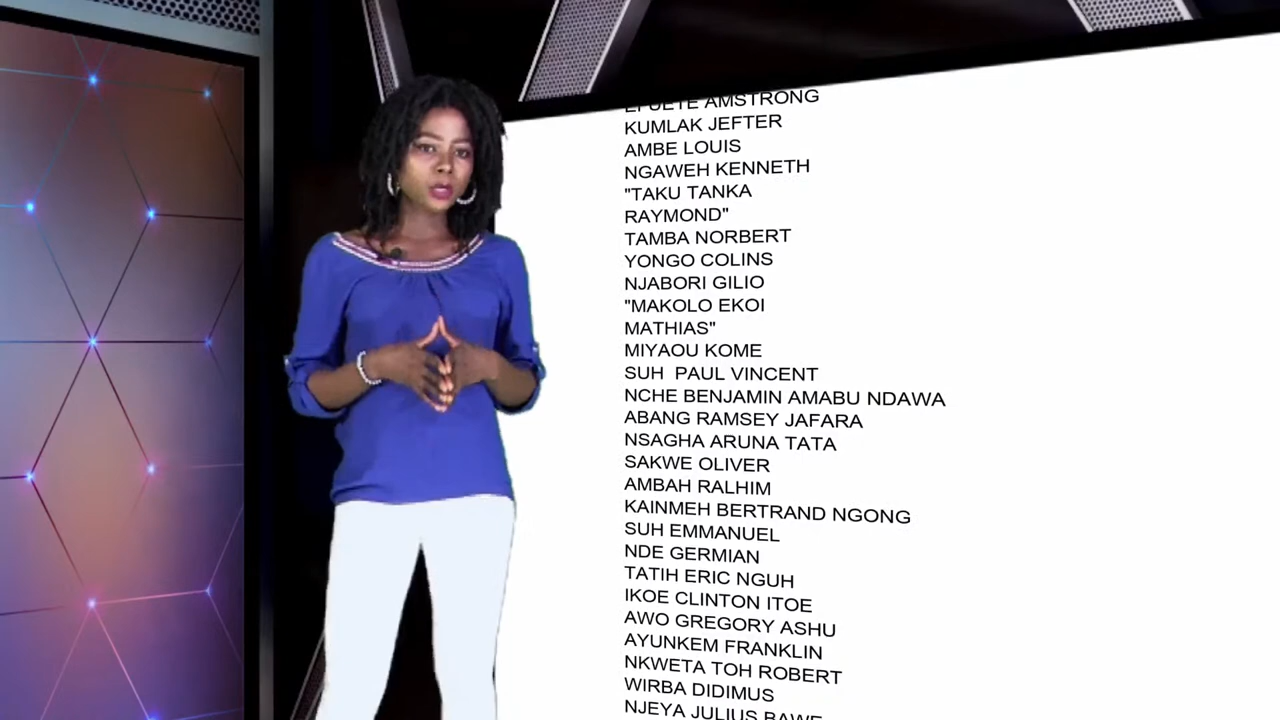 AMSTRONG
KUMLAK JEFTER
AMBE LOUIS
NGAWEH KENNETH
"TAKU TANKA
RAYMOND"
TAMBA NORBERT
YONGO COLINS
NJABORI GILIO
"MAKOLO EKOI
MATHIAS"
MIYAOU KOME
SUH PAUL VINCENT
NCHE BENJAMIN AMABU NDAWA
ABANG RAMSEY JAFARA
NSAGHA ARUNA TATA
SAKWE OLIVER
AMBAH RALHIM
KAINMEH BERTRAND NGONG
SUH EMMANUEL
NDE GERMIAN
TATIH ERIC NGUH
IKOE CLINTON ITOE
AWO GREGORY ASHU
AYUNKEM FRANKLIN
NKWETA TOH ROBERT
WIRBA DIDIMUS
NJEYA JULIUS